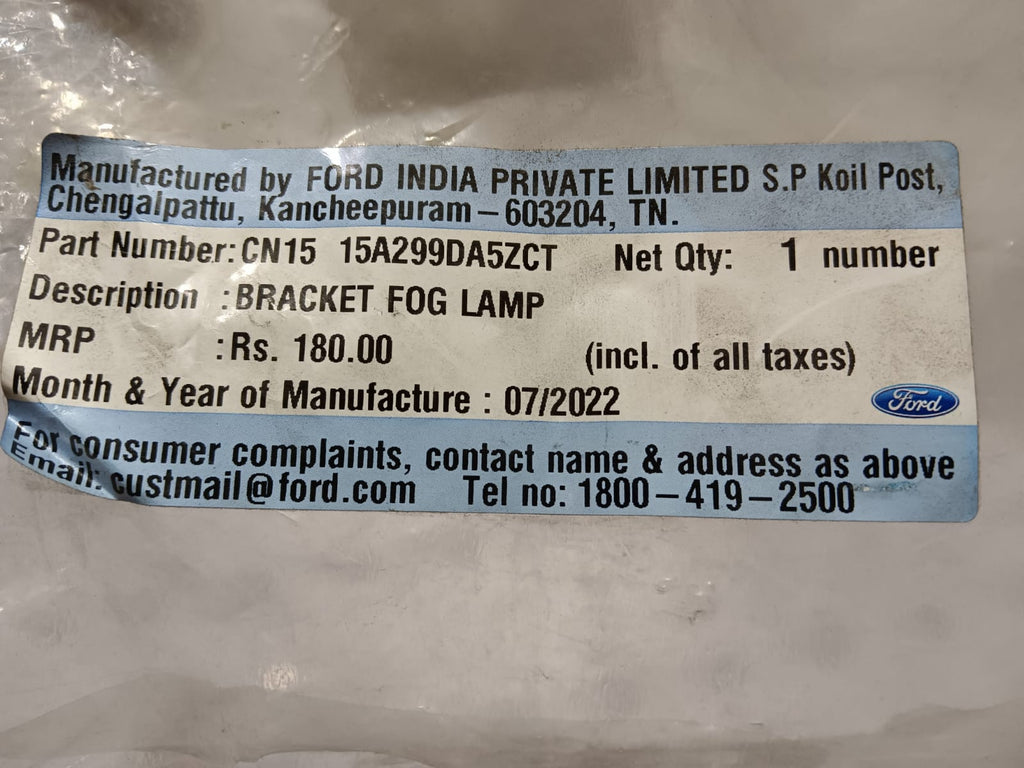 Manufactured by FORD INDIA PRIVATE LIMITED S.P Koil Post,
Chengalpattu, Kancheepuram – 603204, TN.
Part Number: CN15 15A299DA5ZCT Net Qty: 1 number
Description : BRACKET FOG LAMP
MRP : Rs. 180.00 (incl. of all taxes)
Month & Year of Manufacture : 07/2022
Ford
For consumer complaints, contact name & address as above
Email: custmail@ford.com Tel no: 1800 – 419 – 2500